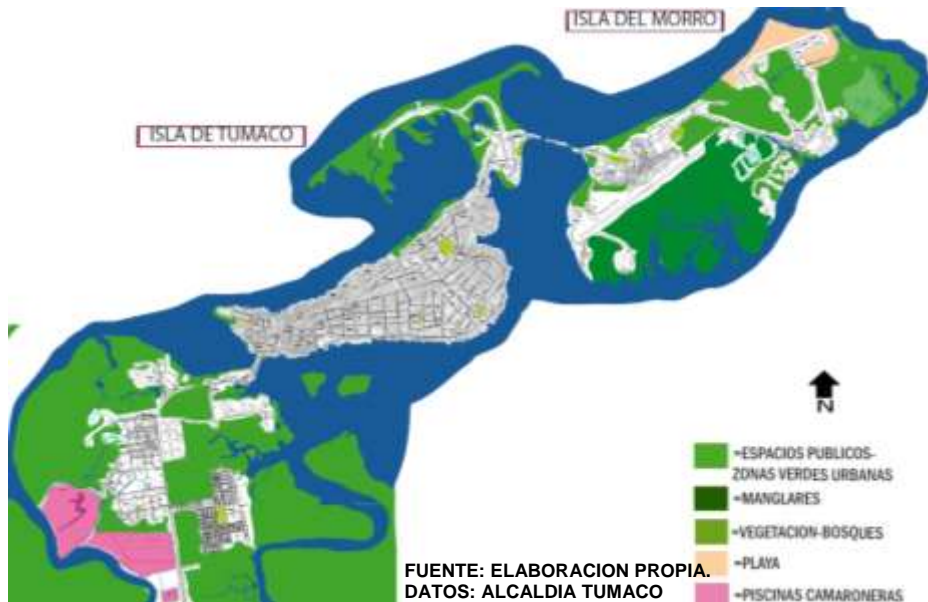 ISLA DEL MORRO
ISLA DE TUMACO
N
=ESPACIOS PUBLICOS-
ZONAS VERDES URBANAS
=MANGLARES
=VEGETACION-BOSQUES
=PLAYA
=PISCINAS CAMARONERAS
FUENTE: ELABORACION PROPIA.
DATOS: ALCALDIA TUMACO